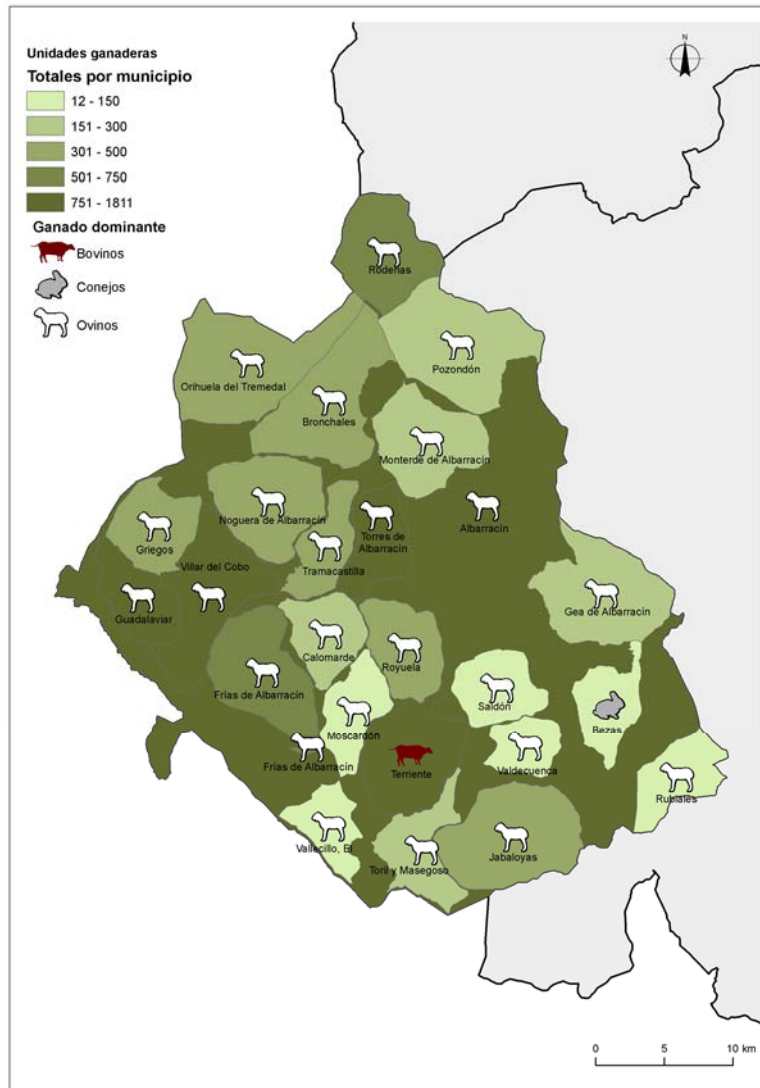 N
Unidades ganaderas
Totales por municipio
12 - 150
151 - 300
301 - 500
501 - 750
751 - 1811
Ganado dominante
Bovinos
Conejos
Ovinos
Ródenas
Pozondón
Orihuela del Tremedal
Bronchales
Monterde de Albarracín
Noguera de Albarracín
Albarracín
Torres de
Albarracín
Griegos
Tramacastilla
Villar del Cobo
Guadalaviar
Gea de Albarracín
Calomarde
Royuela
Frías de Albarracín
Saldón
Moscardón
Bezas
Frías de Albarracín
Terriente
Valdecuenca
Rubiales
Vallecillo, El
Toril y Masegoso
Jabaloyas
0 5 10 km